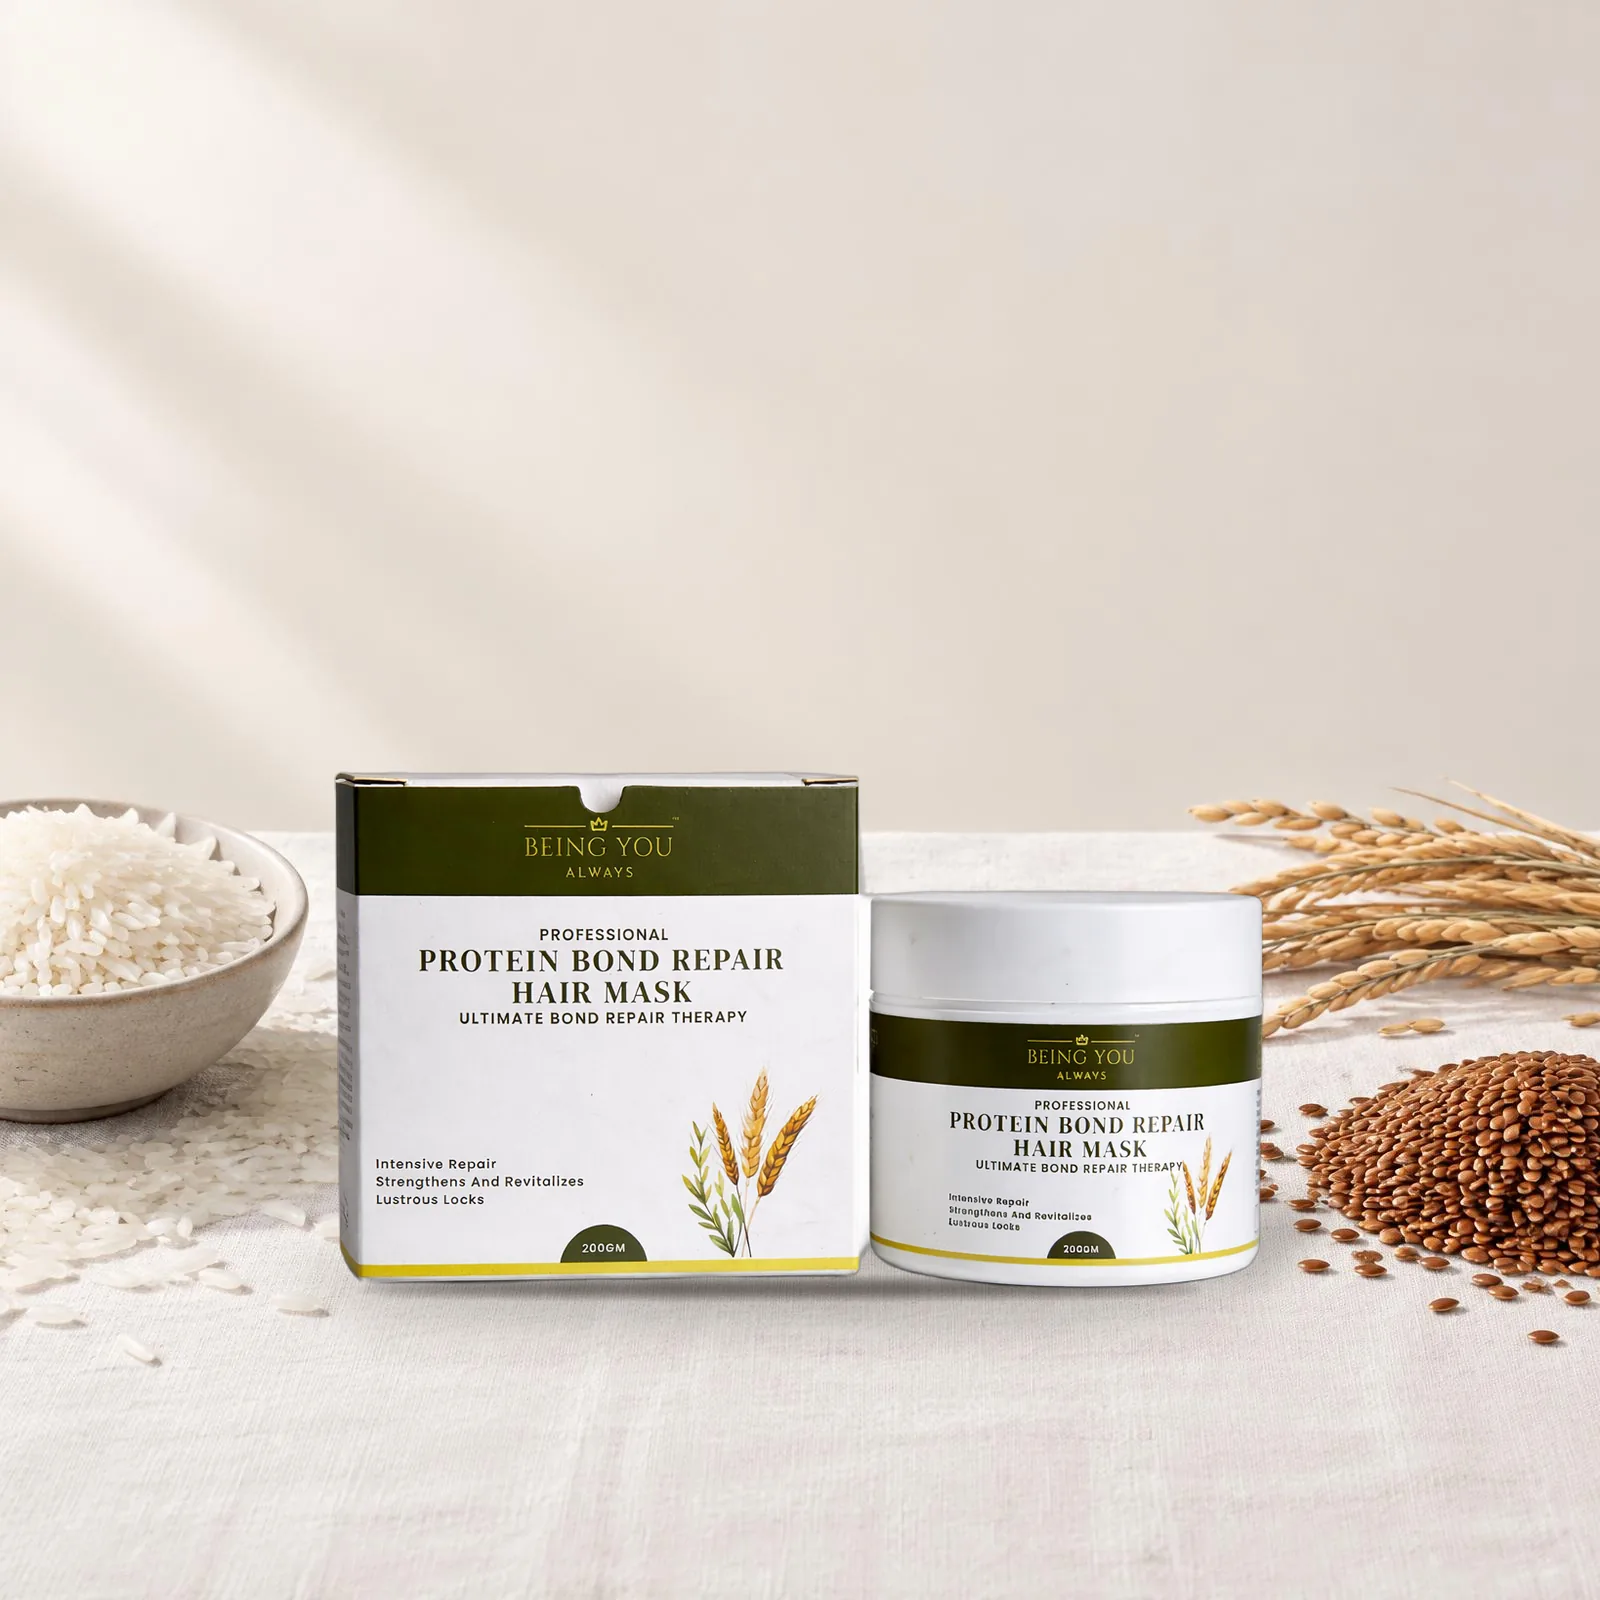 BEING YOU
™
ALWAYS
PROFESSIONAL
PROTEIN BOND REPAIR
HAIR MASK
ULTIMATE BOND REPAIR THERAPY
Intensive Repair
Strengthens And Revitalizes
Lustrous Locks
200GM
BEING YOU
ALWAYS
PROFESSIONAL
PROTEIN BOND REPAIR
HAIR MASK
ULTIMATE BOND REPAIR THERAPY
Intensive Repair
Strengthens And Revitalizes
Lustrous Locks
200GM